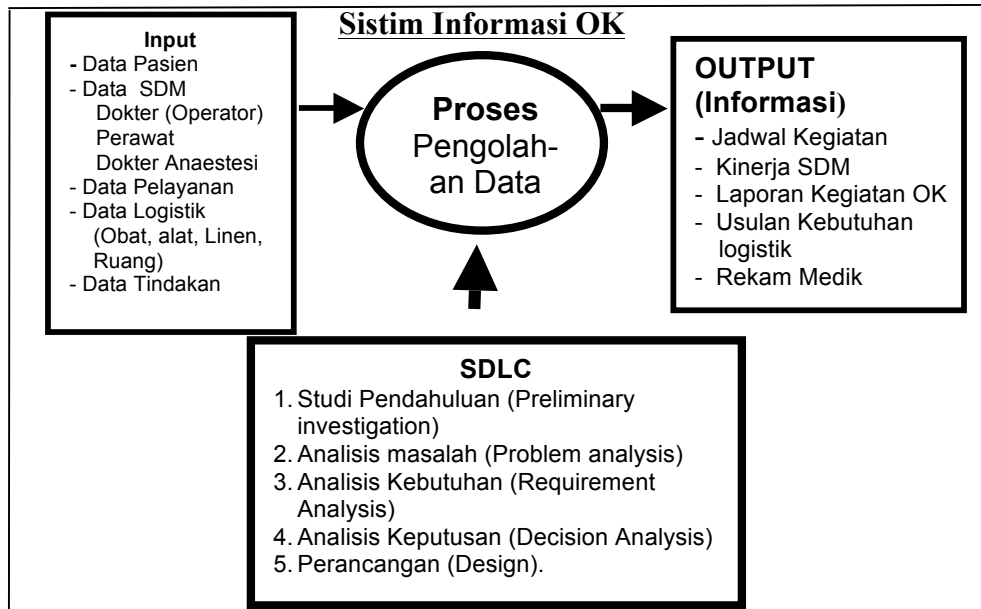 Sistim Informasi OK
Input
- Data Pasien
- Data SDM
Dokter (Operator)
Perawat
Dokter Anaestesi
- Data Pelayanan
- Data Logistik
(Obat, alat, Linen,
Ruang)
- Data Tindakan
Proses
Pengolah-
an Data
OUTPUT
(Informasi)
- Jadwal Kegiatan
- Kinerja SDM
- Laporan Kegiatan OK
- Usulan Kebutuhan
logistik
- Rekam Medik
SDLC
1. Studi Pendahuluan (Preliminary
investigation)
2. Analisis masalah (Problem analysis)
3. Analisis Kebutuhan (Requirement
Analysis)
4. Analisis Keputusan (Decision Analysis)
5. Perancangan (Design).